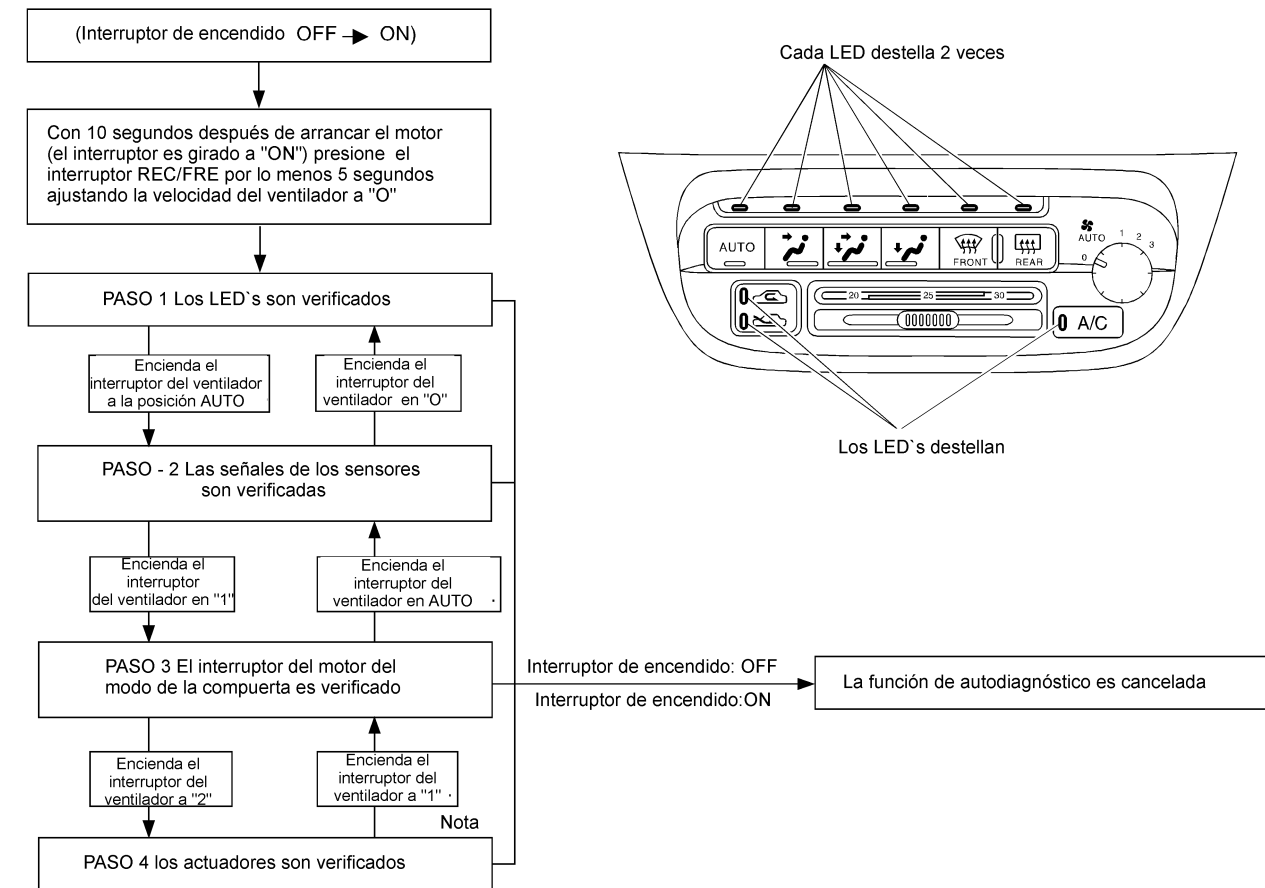 (Interruptor de encendido OFF → ON)
Con 10 segundos después de arrancar el motor
(el interruptor es girado a "ON") presione el
interruptor REC/FRE por lo menos 5 segundos
ajustando la velocidad del ventilador a "O"
PASO 1 Los LED`s son verificados
Encienda el
interruptor del ventilador
a la posición AUTO
Encienda el
interruptor del
ventilador en "O"
PASO - 2 Las señales de los sensores
son verificadas
Encienda el
interruptor
del ventilador en "1"
Encienda el
interruptor del
ventilador en AUTO
PASO 3 El interruptor del motor del
modo de la compuerta es verificado
Encienda el
interruptor del
ventilador a "2"
Encienda el
interruptor del
ventilador a "1"
Nota
PASO 4 los actuadores son verificados
Interruptor de encendido: OFF
Interruptor de encendido:ON
La función de autodiagnóstico es cancelada
Cada LED destella 2 veces
AUTO
FRONT
REAR
AUTO
0 1 2 3
20 25 30
A/C
Los LED`s destellan